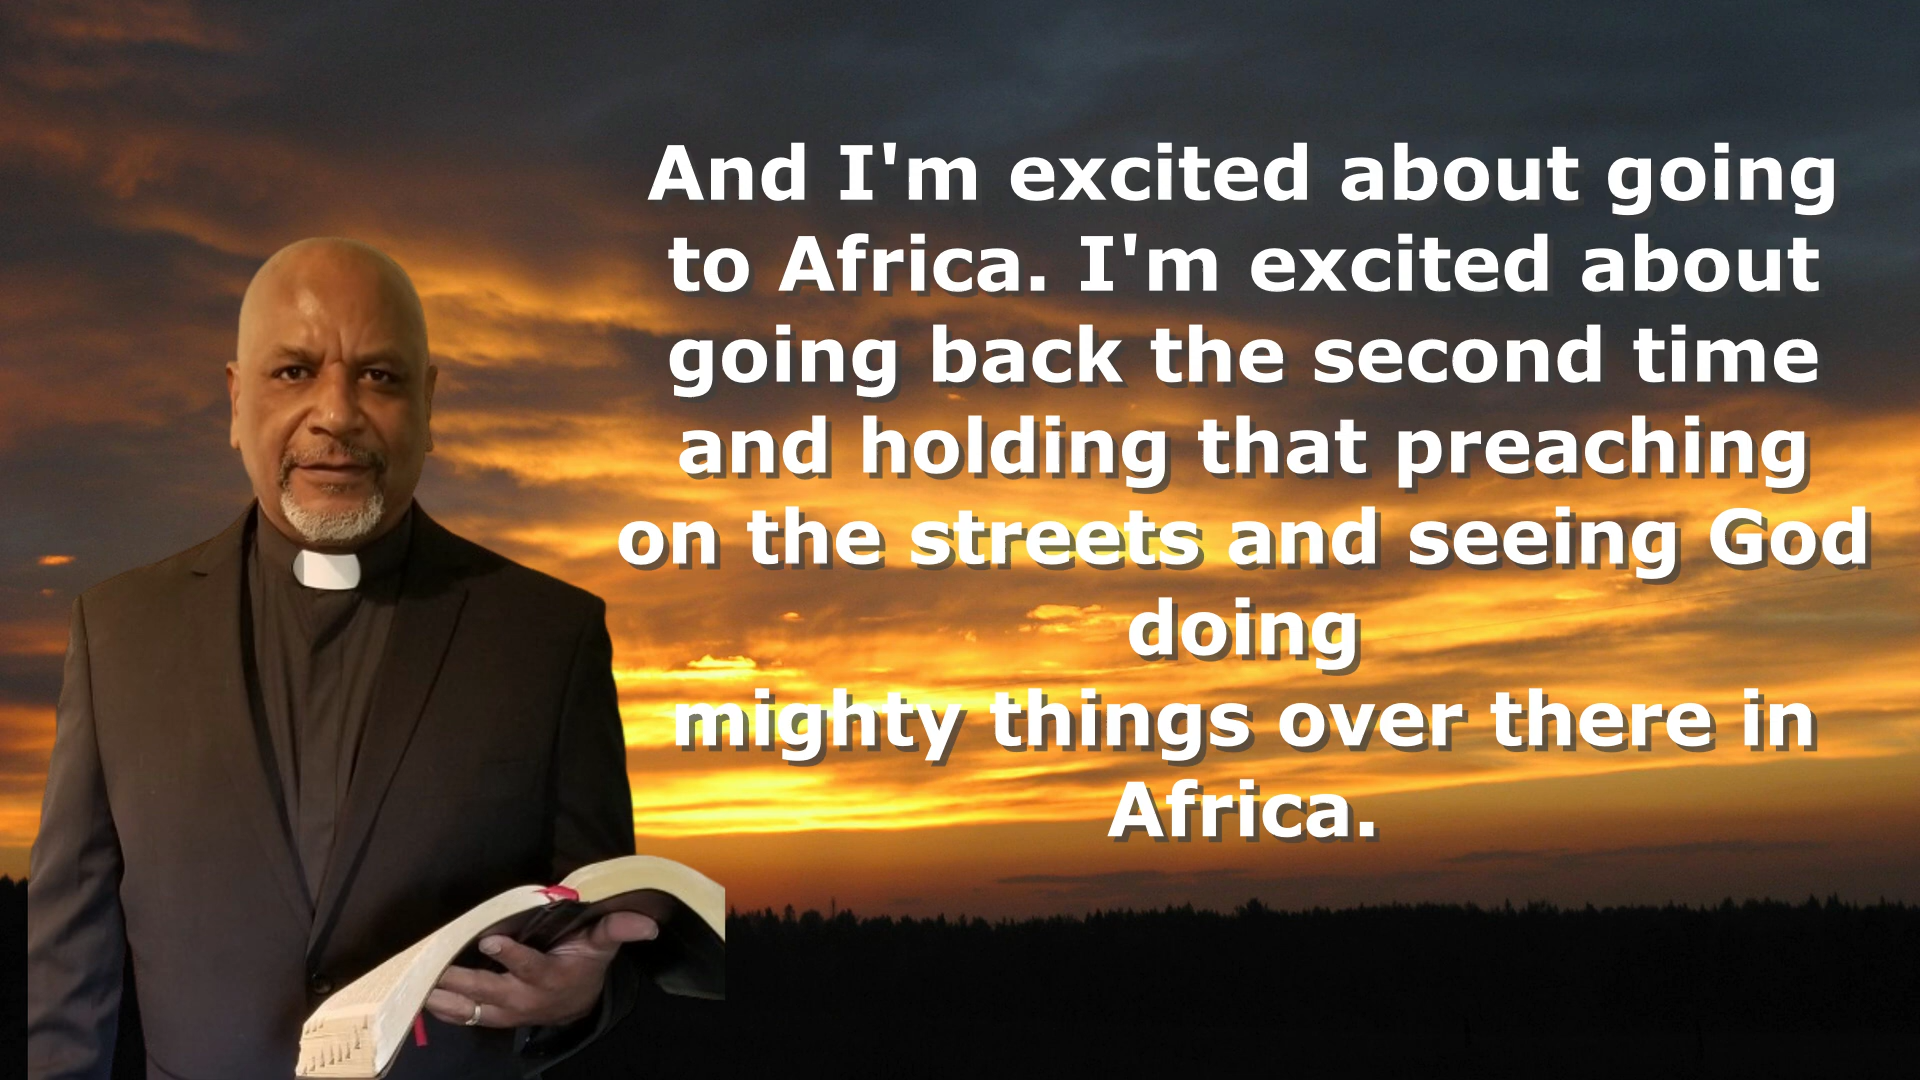 And I'm excited about going
to Africa. I'm excited about
going back the second time
and holding that preaching
on the streets and seeing God
doing
mighty things over there in
Africa.